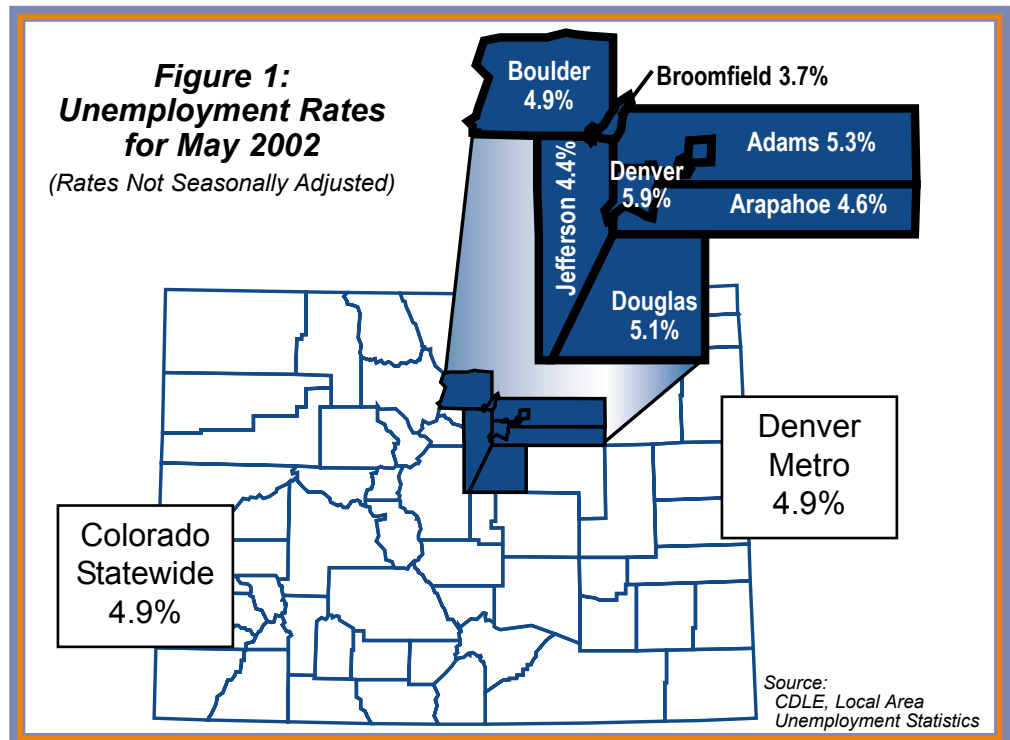 Figure 1:
Unemployment Rates
for May 2002
(Rates Not Seasonally Adjusted)
Boulder
4.9%
Broomfield 3.7%
Jefferson 4.4%
Denver
5.9%
Adams 5.3%
Arapahoe 4.6%
Douglas
5.1%
Denver
Metro
4.9%
Colorado
Statewide
4.9%
Source:
CDLE, Local Area
Unemployment Statistics